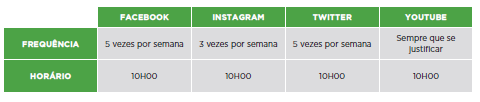 FACEBOOK INSTAGRAM TWITTER YOUTUBE
FREQUÊNCIA 5 vezes por semana 3 vezes por semana 5 vezes por semana Sempre que se
justificar
HORÁRIO 10H00 10H00 10H00 10H00